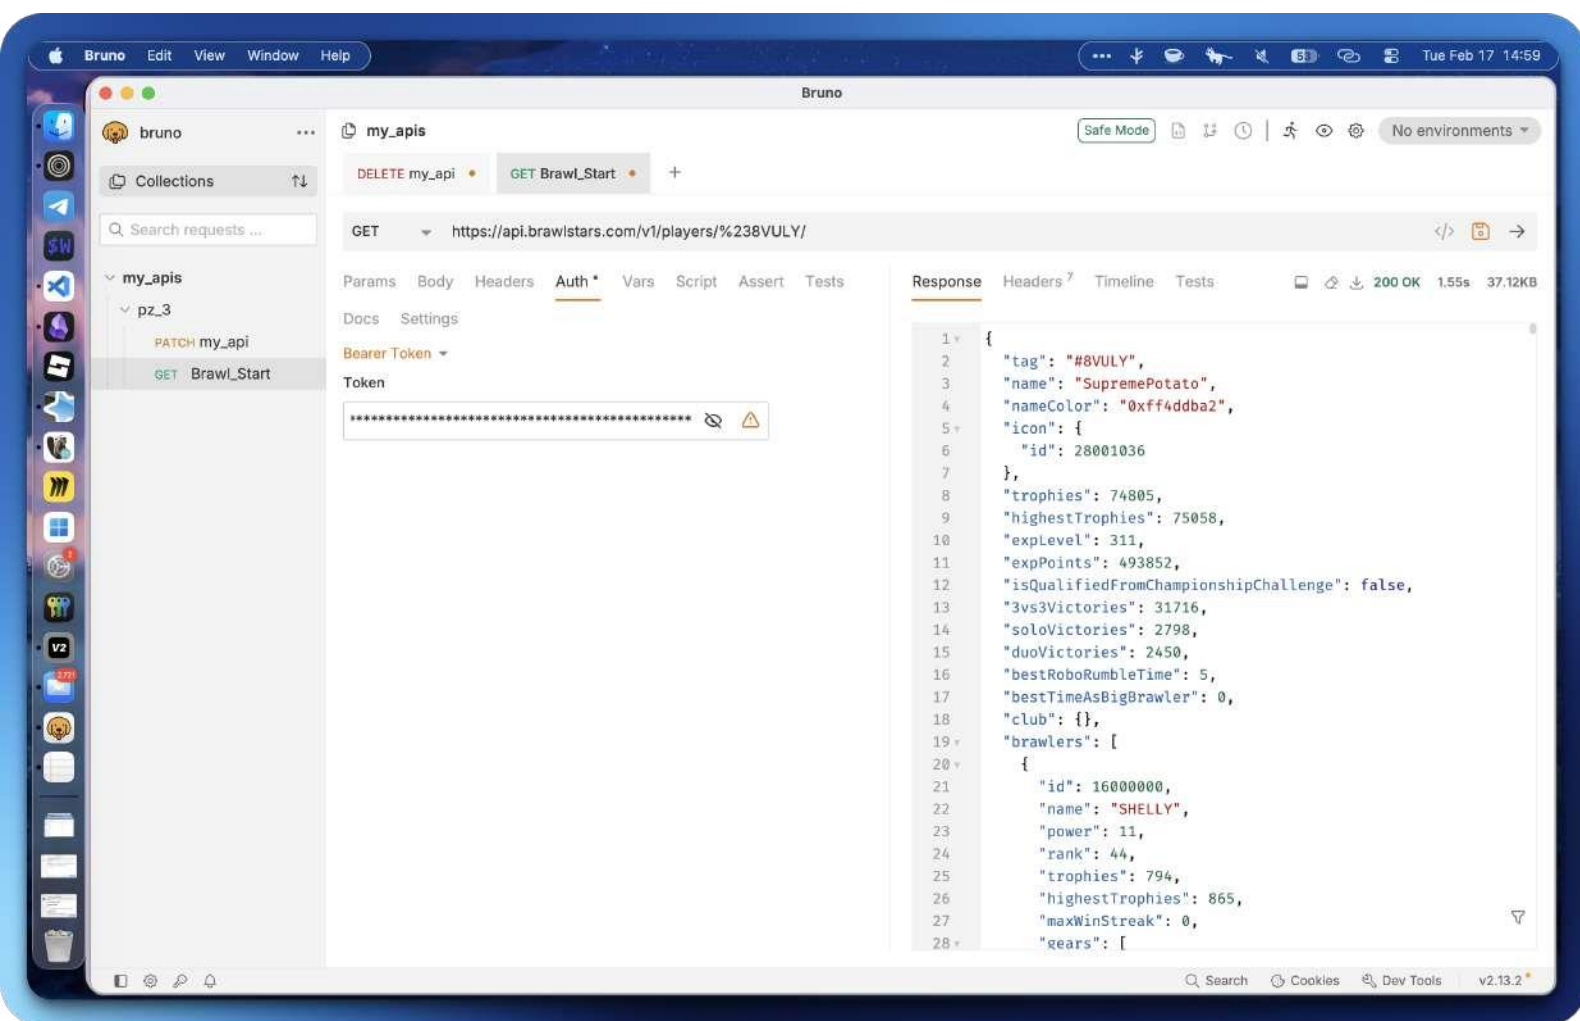 Bruno Edit View Window Help
Tue Feb 17 14:59
Bruno
bruno
my_apis
Safe Mode
No environments
Collections
DELETE my_api
GET Brawl_Start
+
Search requests ...
GET
https://api.brawlstars.com/v1/players/%238VULY/
my_apis
pz_3
PATCH my_api
GET Brawl_Start
Params Body Headers Auth Vars Script Assert Tests
Docs Settings
Bearer Token
Token
Response Headers 7 Timeline Tests
200 OK 1.55s 37.12KB
1 {
2 "tag": "#8VULY",
3 "name": "SupremePotato",
4 "nameColor": "0xff4ddba2",
5 "icon": {
6 "id": 28001036
7 },
8 "trophies": 74805,
9 "highestTrophies": 75058,
10 "expLevel": 311,
11 "expPoints": 493852,
12 "isQualifiedFromChampionshipChallenge": false,
13 "3vs3Victories": 31716,
14 "soloVictories": 2798,
15 "duoVictories": 2450,
16 "bestRoboRumbleTime": 5,
17 "bestTimeAsBigBrawler": 0,
18 "club": {},
19 "brawlers": [
20 {
21 "id": 16000000,
22 "name": "SHELLY",
23 "power": 11,
24 "rank": 44,
25 "trophies": 794,
26 "highestTrophies": 865,
27 "maxWinStreak": 0,
28 "gears": [
Search Cookies Dev Tools v2.13.2